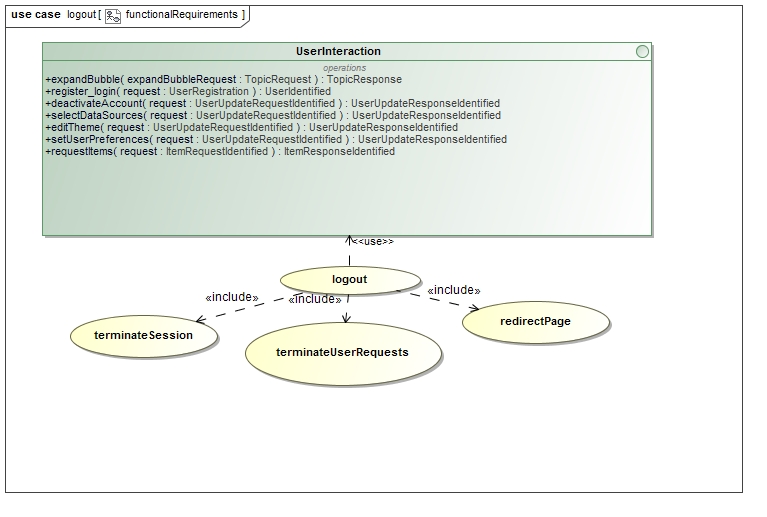 use case logout [ functionalRequirements ]
UserInteraction
operations
+expandBubble( expandBubbleRequest : TopicRequest ) : TopicResponse
+register_login( request : UserRegistration ) : UserIdentified
+deactivateAccount( request : UserUpdateRequestIdentified ) : UserUpdateResponseIdentified
+selectDataSources( request : UserUpdateRequestIdentified ) : UserUpdateResponseIdentified
+editTheme( request : UserUpdateRequestIdentified ) : UserUpdateResponseIdentified
+setUserPreferences( request : UserUpdateRequestIdentified ) : UserUpdateResponseIdentified
+requestItems( request : ItemRequestIdentified ) : ItemResponseIdentified
<<use>>
logout
«include» «include» «include»
terminateSession
terminateUserRequests
redirectPage